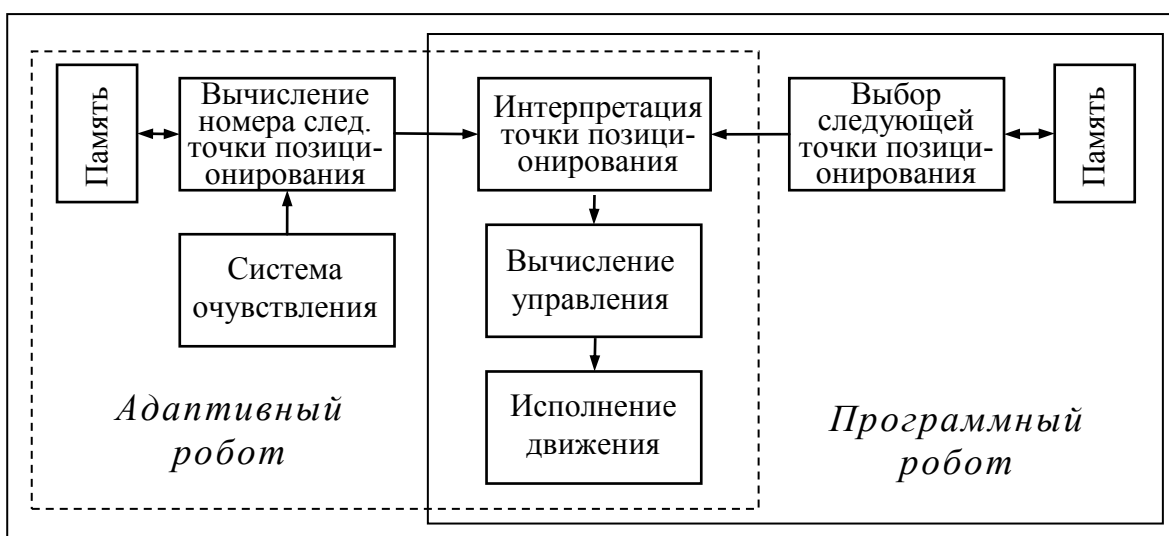 Память
Вычисление
номера след.
точки позици-
онирования
Интерпретация
точки позици-
онирования
Выбор
следующей
точки позици-
онирования
Память
Система
очувствления
Вычисление
управления
Исполнение
движения
Адаптивный
робот
Программный
робот